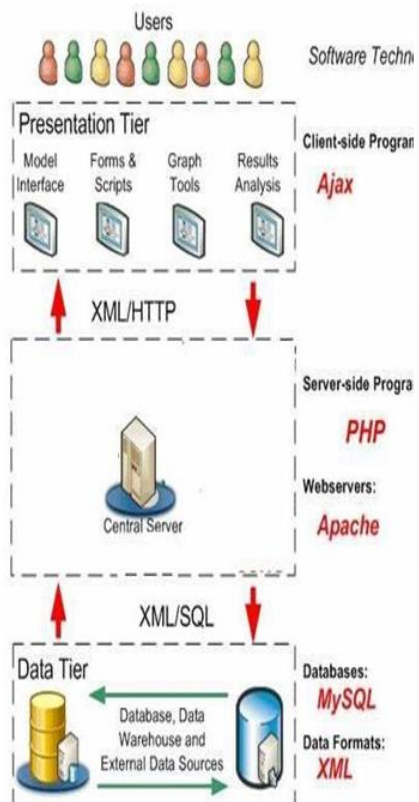 Users
Software Techno
Presentation Tier
Client-side Program
Model
Interface
Forms &
Scripts
Graph
Tools
Results
Analysis
Ajax
XML/HTTP
Server-side Progra
PHP
Webservers:
Central Server
Apache
XML/SQL
Data Tier
Databases:
MySQL
Database, Data
Warehouse and
External Data Sources
Data Formats:
XML